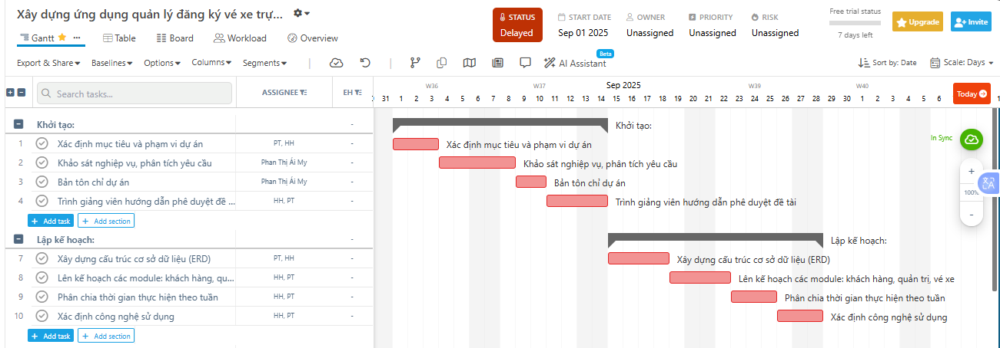 Xây dựng ứng dụng quản lý đăng ký vé xe trự...
STATUS
Delayed
START DATE
Sep 01 2025
OWNER
Unassigned
PRIORITY
Unassigned
RISK
Unassigned
Free trial status
7 days left
Upgrade
Invite
Gantt
Table
Board
Workload
Overview
Export & Share
Baselines
Options
Columns
Segments
AI Assistant
Beta
Sort by: Date
Scale: Days
Search tasks...
ASSIGNEE
EH
W36 W37 Sep 2025 W39 W40
31 1 2 3 4 5 6 7 8 9 10 11 12 13 14 15 16 17 18 19 20 21 22 23 24 25 26 27 28 29 30 1 2 3 4 5 6
Today
Khởi tạo: -
1 Xác định mục tiêu và phạm vi dự án PT, HH -
2 Khảo sát nghiệp vụ, phân tích yêu cầu Phan Thị Ái My -
3 Bản tôn chỉ dự án Phan Thị Ái My -
4 Trình giảng viên hướng dẫn phê duyệt đề ... HH, PT -
+ Add task + Add section
Lập kế hoạch: -
7 Xây dựng cấu trúc cơ sở dữ liệu (ERD) PT, HH -
8 Lên kế hoạch các module: khách hàng, qu... HH, PT -
9 Phân chia thời gian thực hiện theo tuần HH, PT -
10 Xác định công nghệ sử dụng HH, PT -
+ Add task + Add section
Khởi tạo:
Xác định mục tiêu và phạm vi dự án
Khảo sát nghiệp vụ, phân tích yêu cầu
Bản tôn chỉ dự án
Trình giảng viên hướng dẫn phê duyệt đề tài
Lập kế hoạch:
Xây dựng cấu trúc cơ sở dữ liệu (ERD)
Lên kế hoạch các module: khách hàng, quản trị, vé xe
Phân chia thời gian thực hiện theo tuần
Xác định công nghệ sử dụng
In Sync
+
100%
-